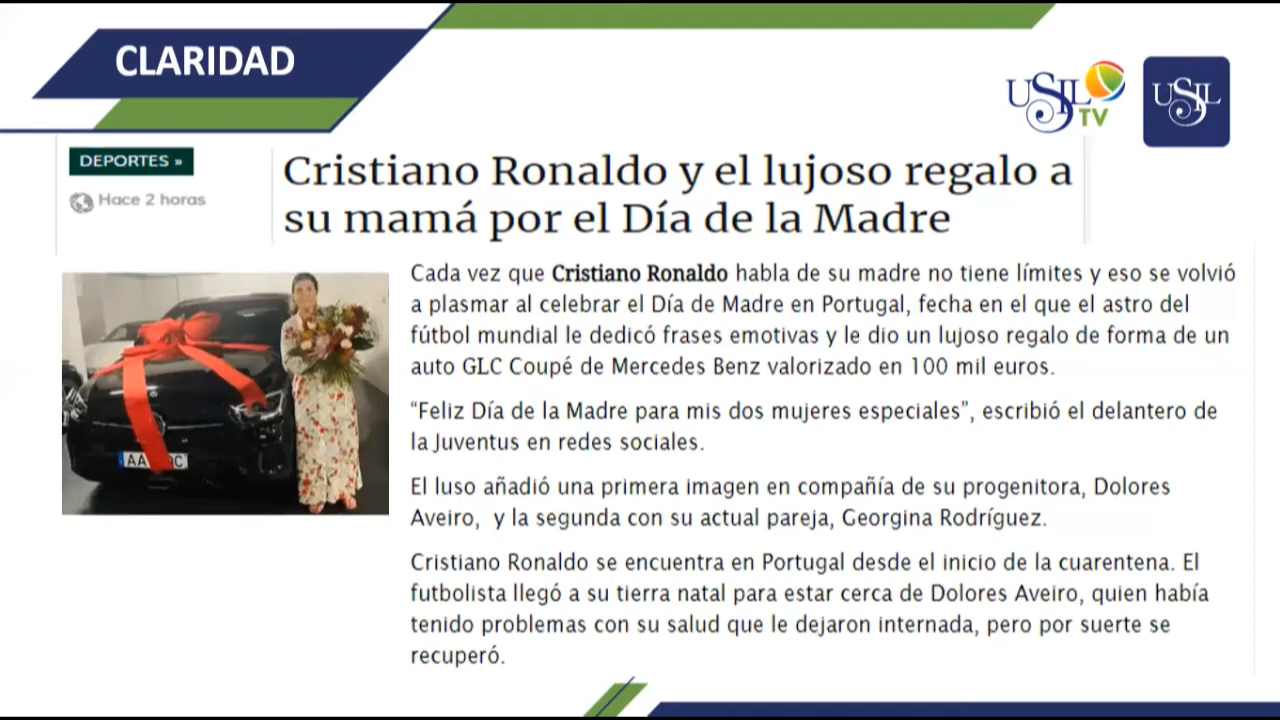 CLARIDAD
USIL
TV
USIL
DEPORTES »
Hace 2 horas
Cristiano Ronaldo y el lujoso regalo a
su mamá por el Día de la Madre
Cada vez que Cristiano Ronaldo habla de su madre no tiene límites y eso se volvió
a plasmar al celebrar el Día de Madre en Portugal, fecha en el que el astro del
fútbol mundial le dedicó frases emotivas y le dio un lujoso regalo de forma de un
auto GLC Coupé de Mercedes Benz valorizado en 100 mil euros.
“Feliz Día de la Madre para mis dos mujeres especiales”, escribió el delantero de
la Juventus en redes sociales.
El luso añadió una primera imagen en compañía de su progenitora, Dolores
Aveiro,  y la segunda con su actual pareja, Georgina Rodríguez.
Cristiano Ronaldo se encuentra en Portugal desde el inicio de la cuarentena. El
futbolista llegó a su tierra natal para estar cerca de Dolores Aveiro, quien había
tenido problemas con su salud que le dejaron internada, pero por suerte se
recuperó.